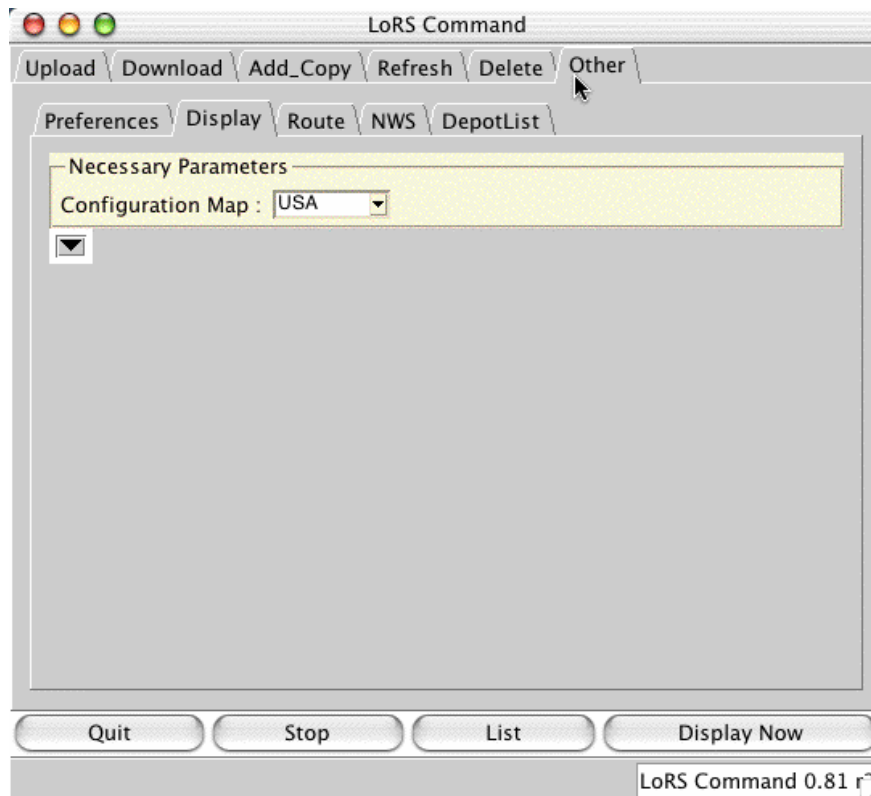 LoRS Command
Upload Download Add_Copy Refresh Delete Other
Preferences Display Route NWS DepotList
Necessary Parameters
Configuration Map : USA
Quit Stop List Display Now
LoRS Command 0.81